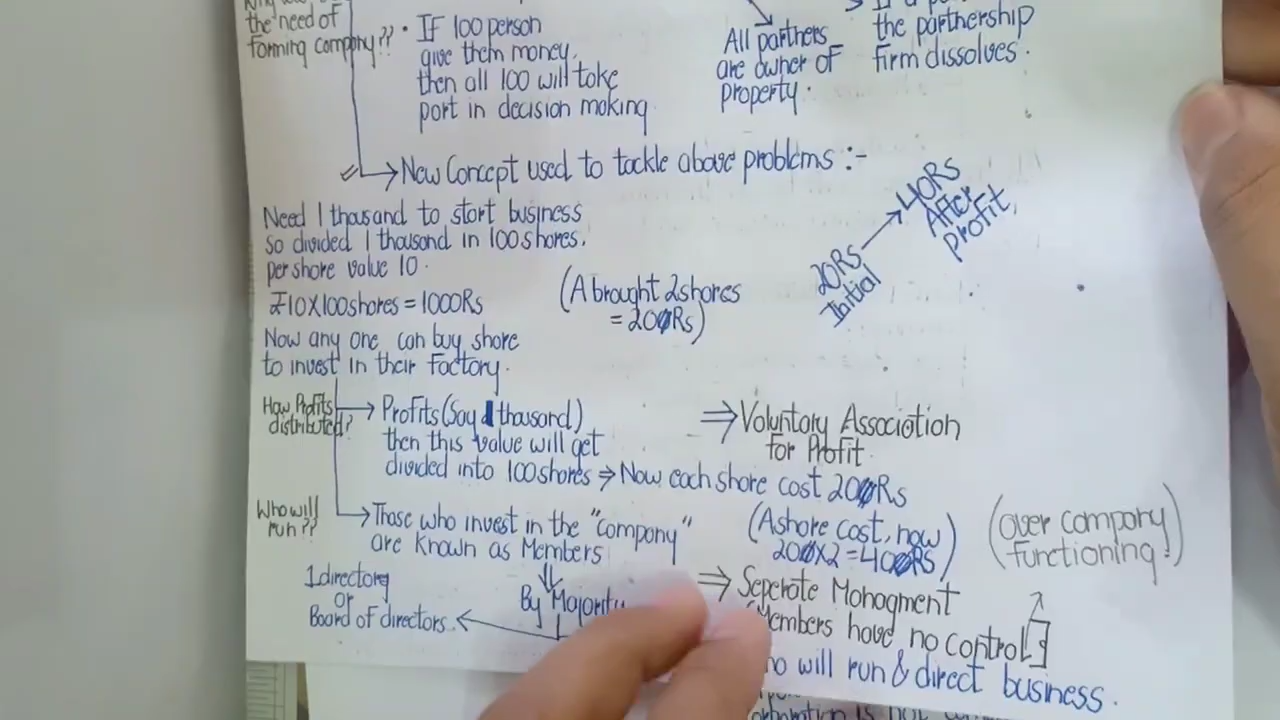 the need of
forming company??
• If 100 person
give them money,
then all 100 will take
part in decision making
All partners
are owner of
property.
the partnership
firm dissolves.
→ New Concept used to tackle above problems :-
Need 1 thousand to start business
so divided 1 thousand in 100 shares.
per share value 10.
₹10X100 shares = 1000Rs
(A brought 2 shares
= 20Rs)
20Rs Initial → 40Rs After profit.
Now any one can buy share
to invest in their factory.
How Profits
distributed?
→ Profits (Say 1 thousand)
then this value will get
divided into 100 shares ⇒ Now each share cost 20Rs
⇒ Voluntary Association
for Profit.
Who will
run??
→ Those who invest in the "company"
are known as Members
(A share cost, now
20X2 = 40Rs)
(over company
functioning!)
1 directory
or
Board of directors.
By Majority
⇒ Seperate Mohogment
Members have no control
who will run & direct business.